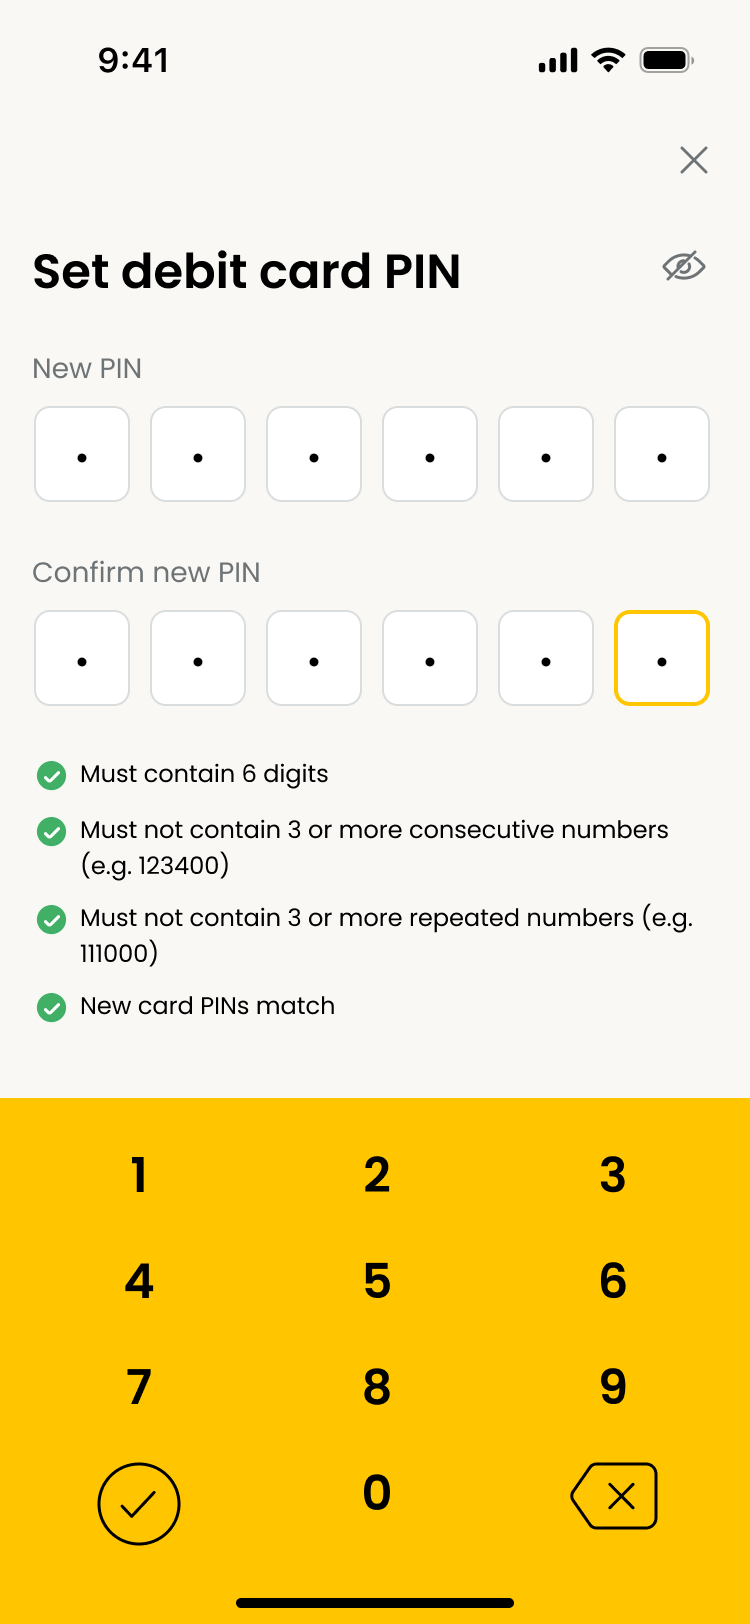 9:41
Set debit card PIN
New PIN
Confirm new PIN
Must contain 6 digits
Must not contain 3 or more consecutive numbers
(e.g. 123400)
Must not contain 3 or more repeated numbers (e.g.
111000)
New card PINs match
1 2 3
4 5 6
7 8 9
0